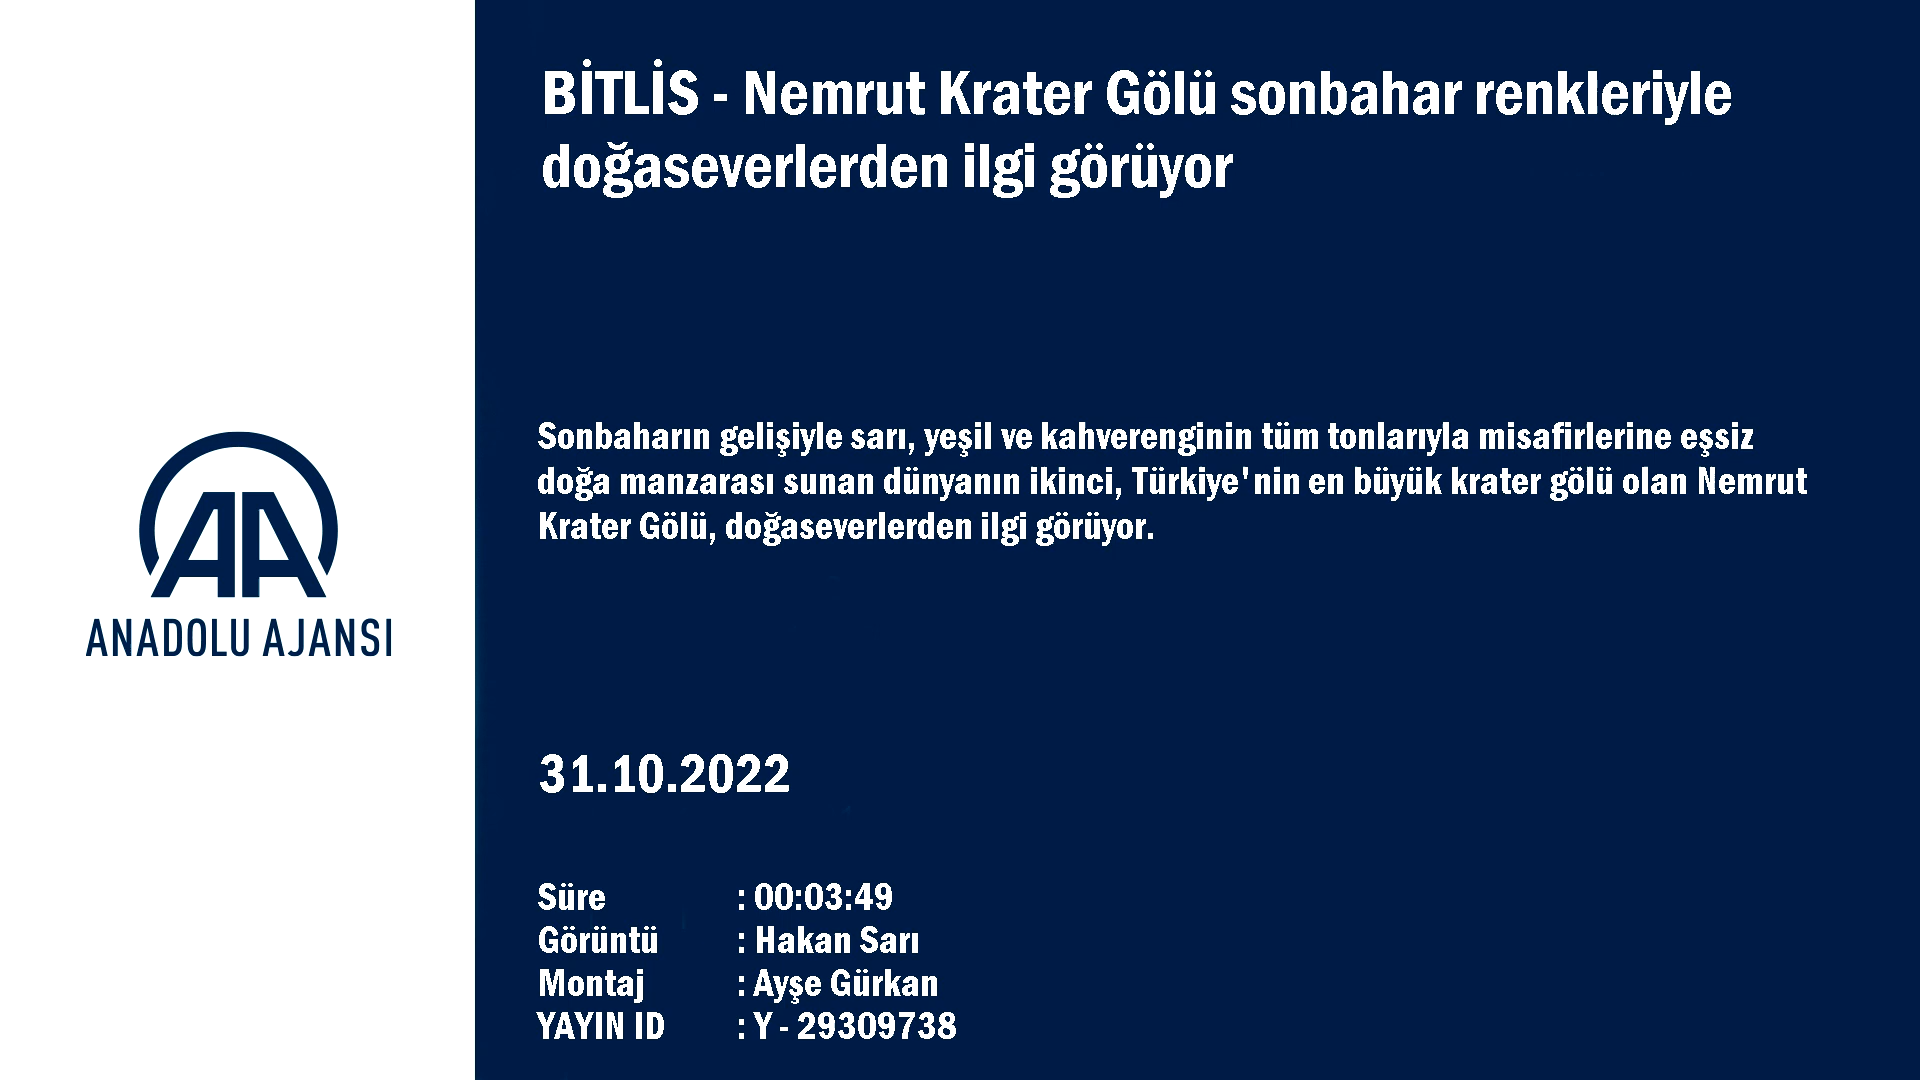 BİTLİS - Nemrut Krater Gölü sonbahar renkleriyle
doğaseverlerden ilgi görüyor
Sonbaharın gelişiyle sarı, yeşil ve kahverenginin tüm tonlarıyla misafirlerine eşsiz
doğa manzarası sunan dünyanın ikinci, Türkiye'nin en büyük krater gölü olan Nemrut
Krater Gölü, doğaseverlerden ilgi görüyor.
AA
ANADOLU AJANSI
31.10.2022
Süre : 00:03:49
Görüntü : Hakan Sarı
Montaj : Ayşe Gürkan
YAYIN ID : Y - 29309738